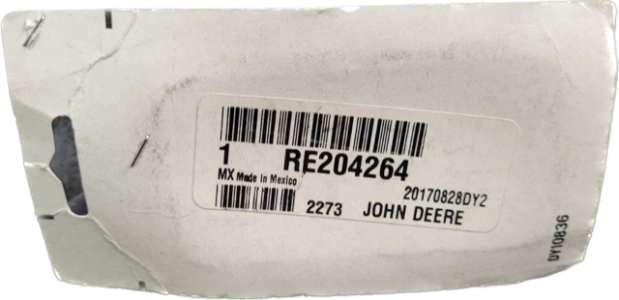 1 RE204264
MX Made in Mexico
20170828DY2
2273 JOHN DEERE
DY10836